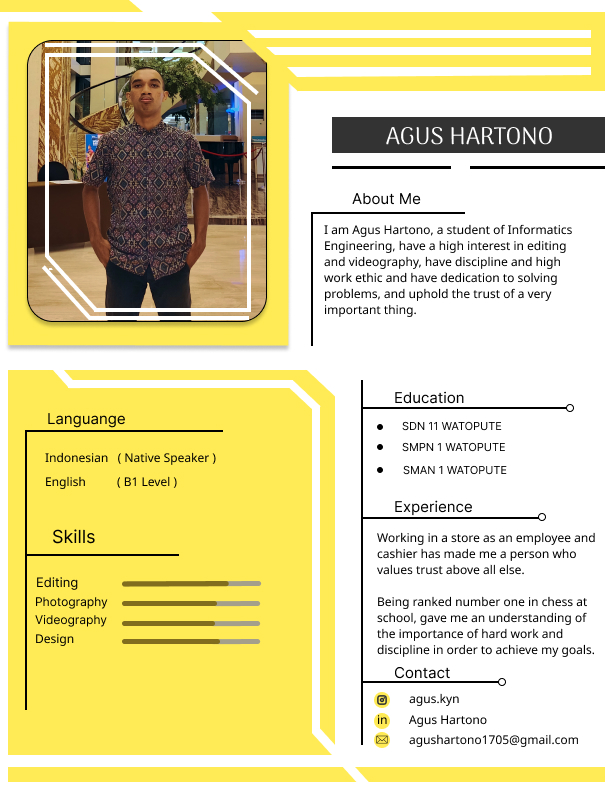 AGUS HARTONO
About Me
I am Agus Hartono, a student of Informatics
Engineering, have a high interest in editing
and videography, have discipline and high
work ethic and have dedication to solving
problems, and uphold the trust of a very
important thing.
Languange
Indonesian ( Native Speaker )
English ( B1 Level )
Skills
Editing
Photography
Videography
Design
Education
SDN 11 WATOPUTE
SMPN 1 WATOPUTE
SMAN 1 WATOPUTE
Experience
Working in a store as an employee and
cashier has made me a person who
values trust above all else.
Being ranked number one in chess at
school, gave me an understanding of
the importance of hard work and
discipline in order to achieve my goals.
Contact
agus.kyn
in Agus Hartono
agushartono1705@gmail.com